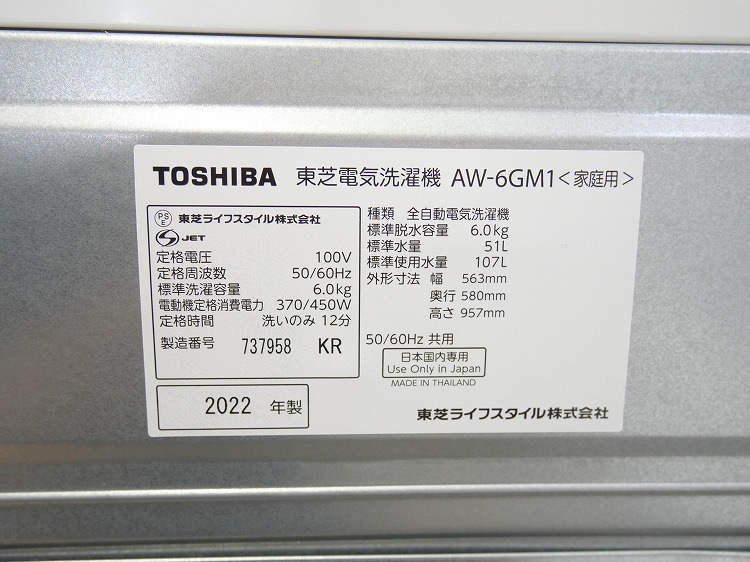 TOSHIBA 東芝電気洗濯機 AW-6GM1<家庭用>
PS
E
東芝ライフスタイル株式会社
JET
定格電圧 100V
定格周波数 50/60Hz
標準洗濯容量 6.0kg
電動機定格消費電力 370/450W
定格時間 洗いのみ 12分
製造番号 737958 KR
2022 年製
種類 全自動電気洗濯機
標準脱水容量 6.0kg
標準水量 51L
標準使用水量 107L
外形寸法 幅 563mm
奥行 580mm
高さ 957mm
50/60Hz 共用
日本国内専用
Use Only in Japan
MADE IN THAILAND
東芝ライフスタイル株式会社